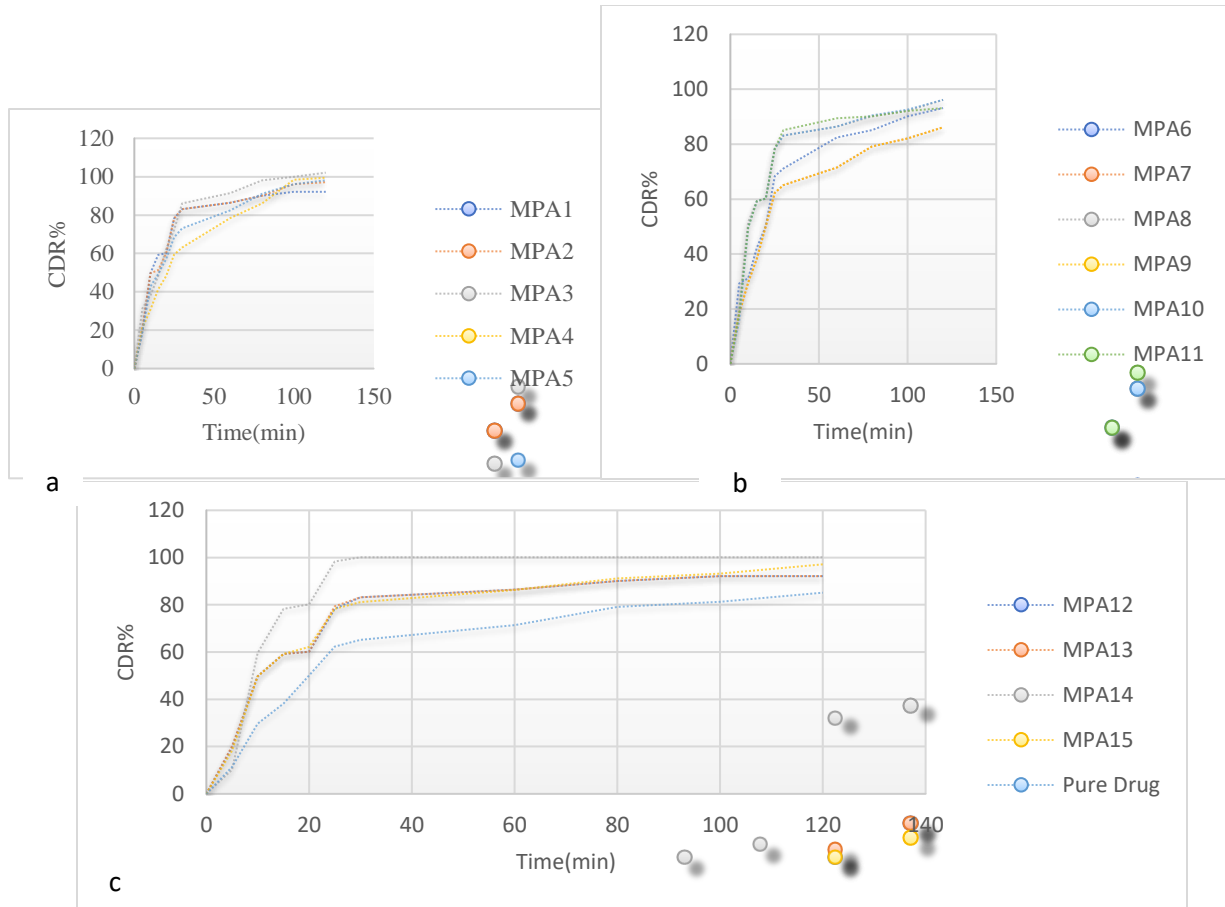 120
100
80
60
40
20
0
CDR%
0 50 100 150
Time(min)
MPA1
MPA2
MPA3
MPA4
MPA5
a
120
100
80
60
40
20
0
CDR%
0 50 100 150
Time(min)
MPA6
MPA7
MPA8
MPA9
MPA10
MPA11
b
120
100
80
60
40
20
0
CDR%
0 20 40 60 80 100 120 140
Time(min)
MPA12
MPA13
MPA14
MPA15
Pure Drug
c